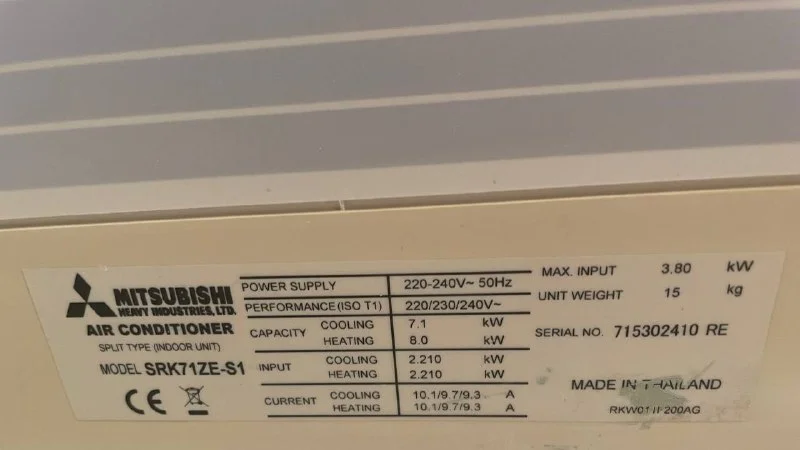 MITSUBISHI
HEAVY INDUSTRIES, LTD.
AIR CONDITIONER
SPLIT TYPE (INDOOR UNIT)
MODEL SRK71ZE-S1
CE
POWER SUPPLY 220-240V~ 50Hz
PERFORMANCE (ISO T1) 220/230/240V~
CAPACITY COOLING 7.1 kW
HEATING 8.0 kW
INPUT COOLING 2.210 kW
HEATING 2.210 kW
CURRENT COOLING 10.1/9.7/9.3 A
HEATING 10.1/9.7/9.3 A
MAX. INPUT 3.80 kW
UNIT WEIGHT 15 kg
SERIAL NO. 715302410 RE
MADE IN THAILAND